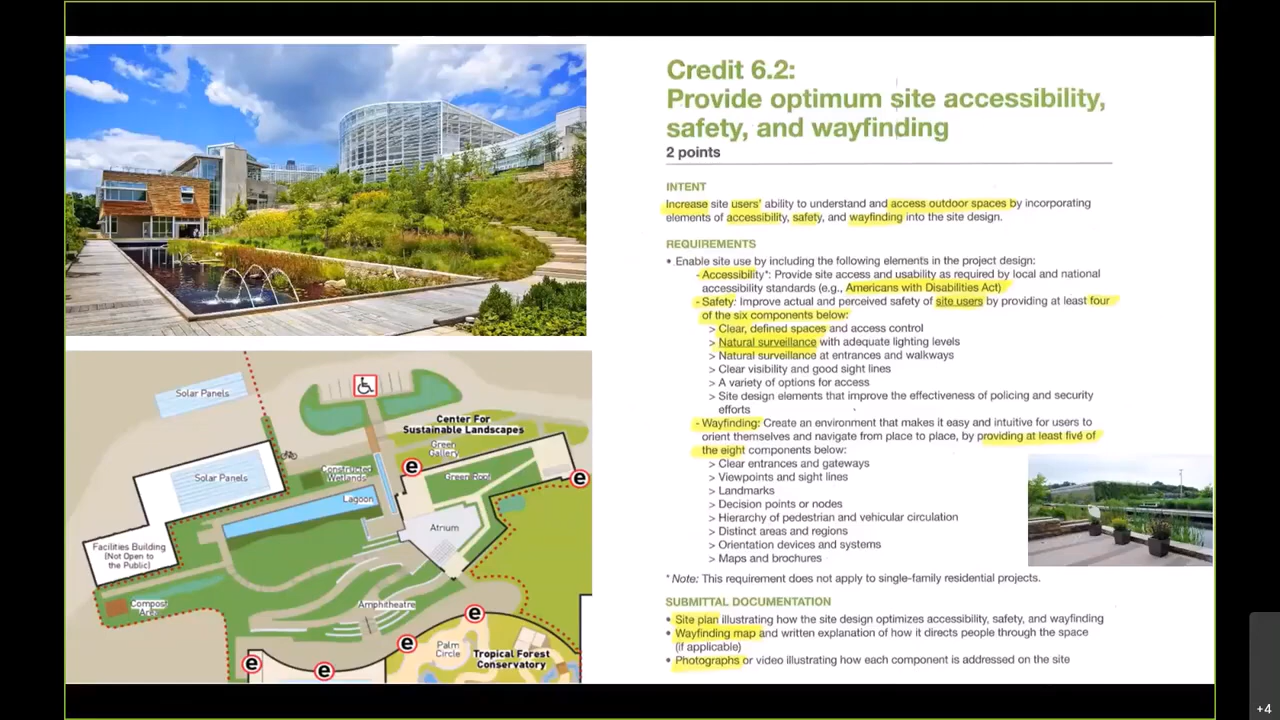 Credit 6.2:
Provide optimum site accessibility,
safety, and wayfinding
2 points
INTENT
Increase site users' ability to understand and access outdoor spaces by incorporating
elements of accessibility, safety, and wayfinding into the site design.
REQUIREMENTS
• Enable site use by including the following elements in the project design:
- Accessibility*: Provide site access and usability as required by local and national
accessibility standards (e.g., Americans with Disabilities Act)
- Safety: Improve actual and perceived safety of site users by providing at least four
of the six components below:
> Clear, defined spaces and access control
> Natural surveillance with adequate lighting levels
> Natural surveillance at entrances and walkways
> Clear visibility and good sight lines
> A variety of options for access
> Site design elements that improve the effectiveness of policing and security
efforts
- Wayfinding: Create an environment that makes it easy and intuitive for users to
orient themselves and navigate from place to place, by providing at least five of
the eight components below:
> Clear entrances and gateways
> Viewpoints and sight lines
> Landmarks
> Decision points or nodes
> Hierarchy of pedestrian and vehicular circulation
> Distinct areas and regions
> Orientation devices and systems
> Maps and brochures
* Note: This requirement does not apply to single-family residential projects.
SUBMITTAL DOCUMENTATION
• Site plan illustrating how the site design optimizes accessibility, safety, and wayfinding
• Wayfinding map and written explanation of how it directs people through the space
(if applicable)
• Photographs or video illustrating how each component is addressed on the site
Solar Panels
Center For
Sustainable Landscapes
Green
Gallery
e
Constructed
Wetlands
Green Roof
e
Solar Panels
Lagoon
Atrium
Facilities Building
(Not Open to
the Public)
Compost
Area
Amphitheatre
e
e
Palm
Circle
Tropical Forest
Conservatory
e
e
+4